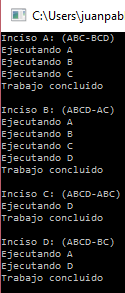 C:\Users\juanpab
Inciso A: (ABC-BCD)
Ejecutando A
Ejecutando B
Ejecutando C
Trabajo concluido
Inciso B: (ABCD-AC)
Ejecutando A
Ejecutando B
Ejecutando C
Ejecutando D
Trabajo concluido
Inciso C: (ABCD-ABC)
Ejecutando D
Trabajo concluido
Inciso D: (ABCD-BC)
Ejecutando A
Ejecutando D
Trabajo concluido